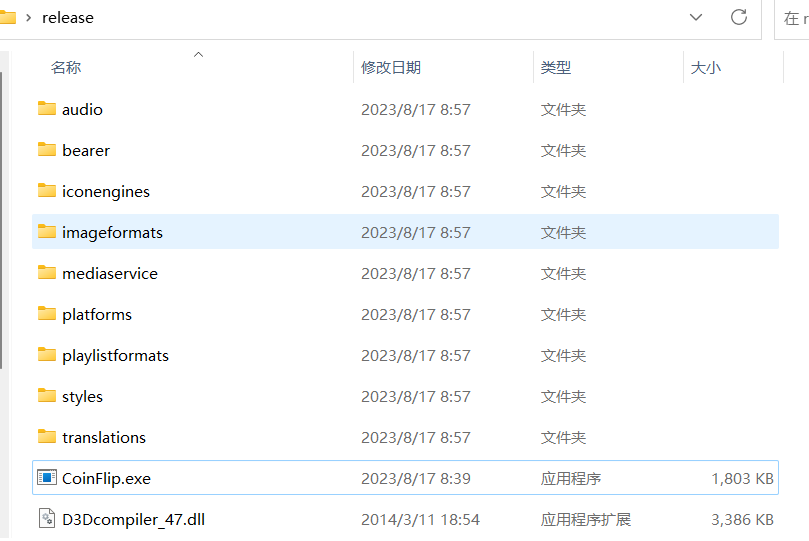 release
在 r
名称 修改日期 类型 大小
audio 2023/8/17 8:57 文件夹
bearer 2023/8/17 8:57 文件夹
iconengines 2023/8/17 8:57 文件夹
imageformats 2023/8/17 8:57 文件夹
mediaservice 2023/8/17 8:57 文件夹
platforms 2023/8/17 8:57 文件夹
playlistformats 2023/8/17 8:57 文件夹
styles 2023/8/17 8:57 文件夹
translations 2023/8/17 8:57 文件夹
CoinFlip.exe 2023/8/17 8:39 应用程序 1,803 KB
D3Dcompiler_47.dll 2014/3/11 18:54 应用程序扩展 3,386 KB